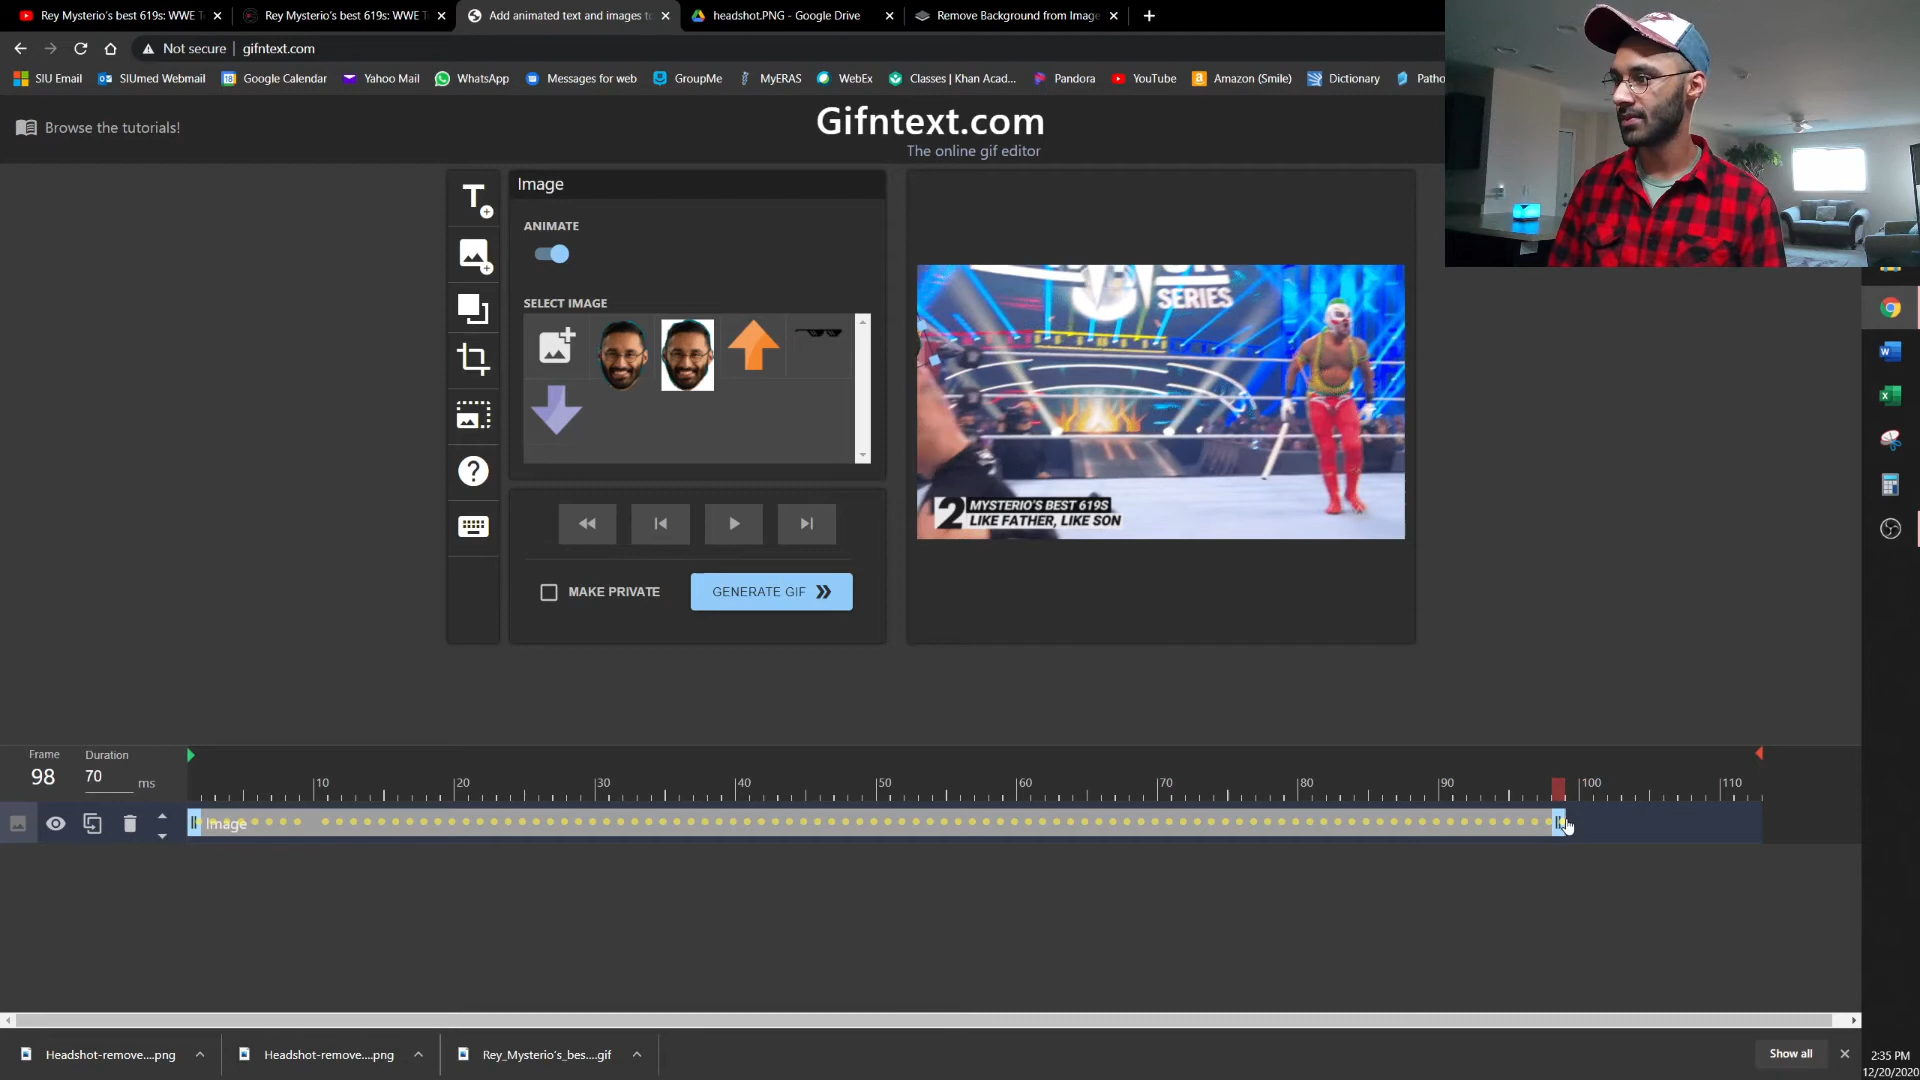 Rey Mysterio's best 619s: WWE T
Rey Mysterio's best 619s: WWE T
Add animated text and images to
headshot.PNG - Google Drive
Remove Background from Image
Not secure
gifntext.com
SIU Email
SIUmed Webmail
Google Calendar
Yahoo Mail
WhatsApp
Messages for web
GroupMe
MyERAS
WebEx
Classes | Khan Acad...
Pandora
YouTube
Amazon (Smile)
Dictionary
Patho
Browse the tutorials!
Gifntext.com
The online gif editor
Image
ANIMATE
SELECT IMAGE
SERIES
2 MYSTERIO'S BEST 619S
LIKE FATHER, LIKE SON
MAKE PRIVATE
GENERATE GIF
Frame
98
Duration
70 ms
10 20 30 40 50 60 70 80 90 100 110
Image
Headshot-remove....png
Headshot-remove....png
Rey_Mysterio's_bes....gif
Show all
2:35 PM
12/20/2020